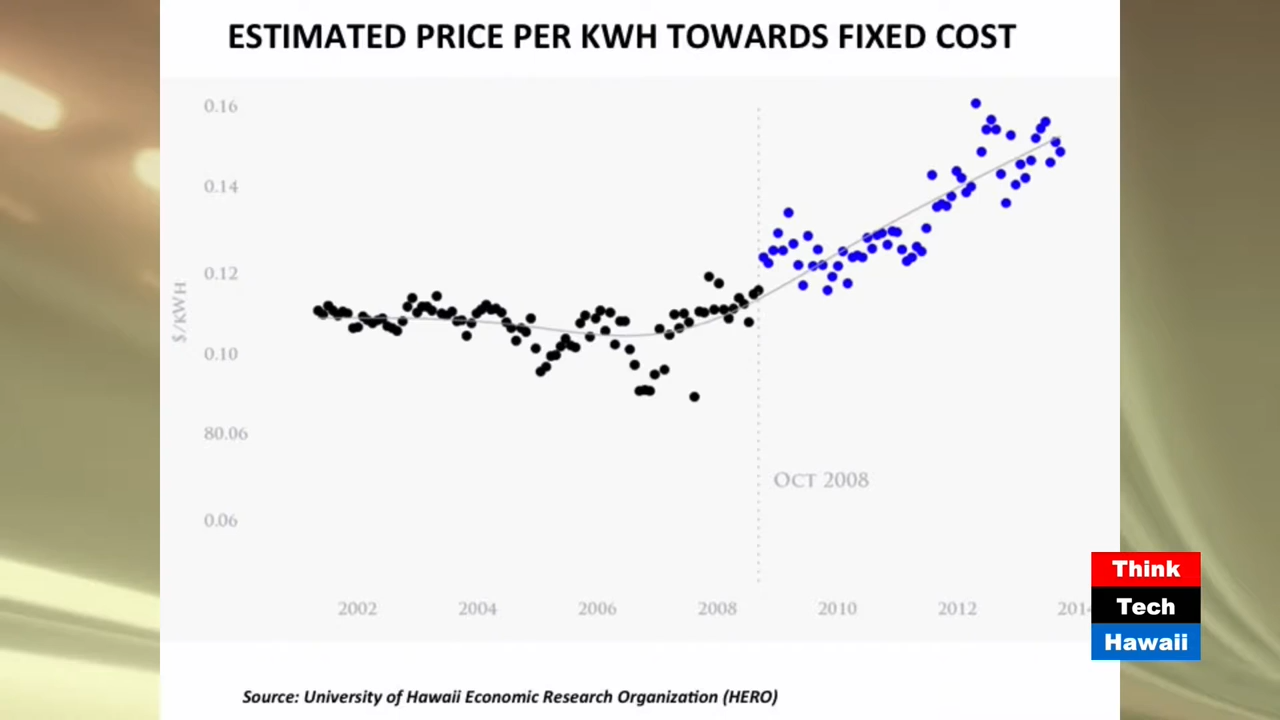 ESTIMATED PRICE PER KWH TOWARDS FIXED COST
0.16
0.14
0.12
0.10
80.06
0.06
$/KWH
OCT 2008
2002 2004 2006 2008 2010 2012 2014
Think
Tech
Hawaii
Source: University of Hawaii Economic Research Organization (HERO)